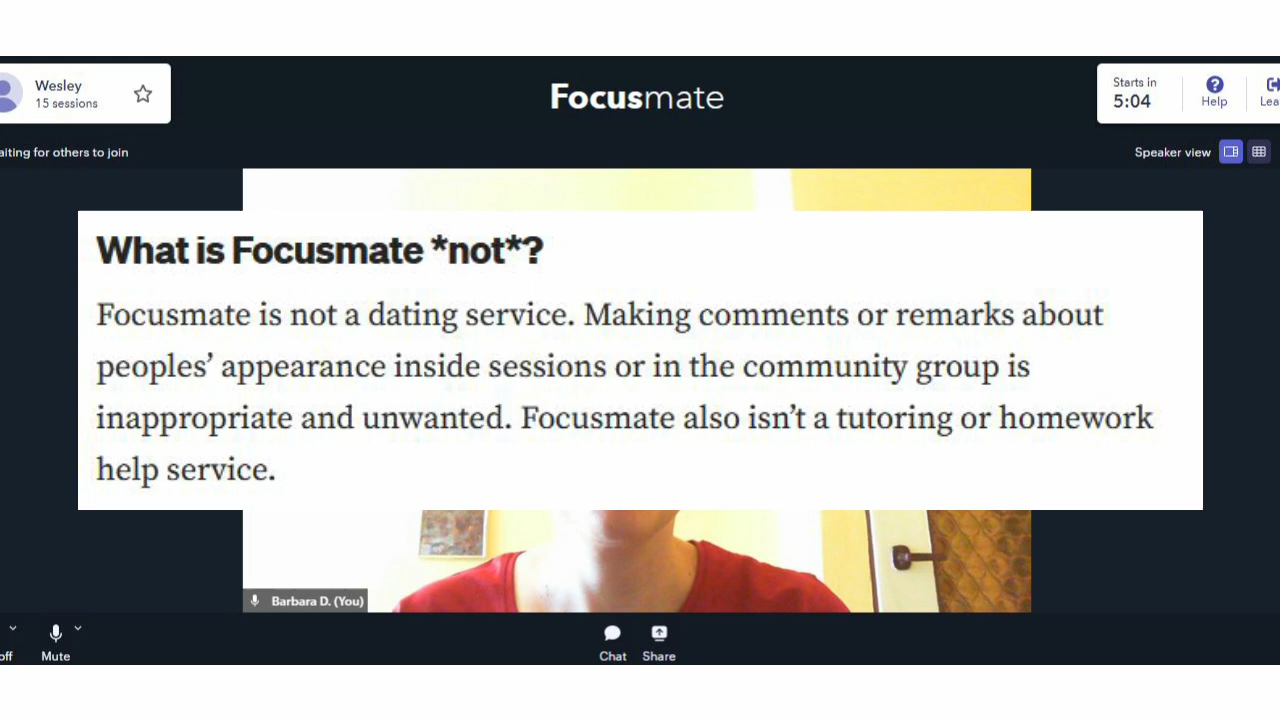 Wesley
15 sessions
Focusmate
Starts in
5:04
Help
Lea
aiting for others to join
Speaker view
What is Focusmate *not*?
Focusmate is not a dating service. Making comments or remarks about
peoples’ appearance inside sessions or in the community group is
inappropriate and unwanted. Focusmate also isn’t a tutoring or homework
help service.
Barbara D. (You)
off
Mute
Chat
Share